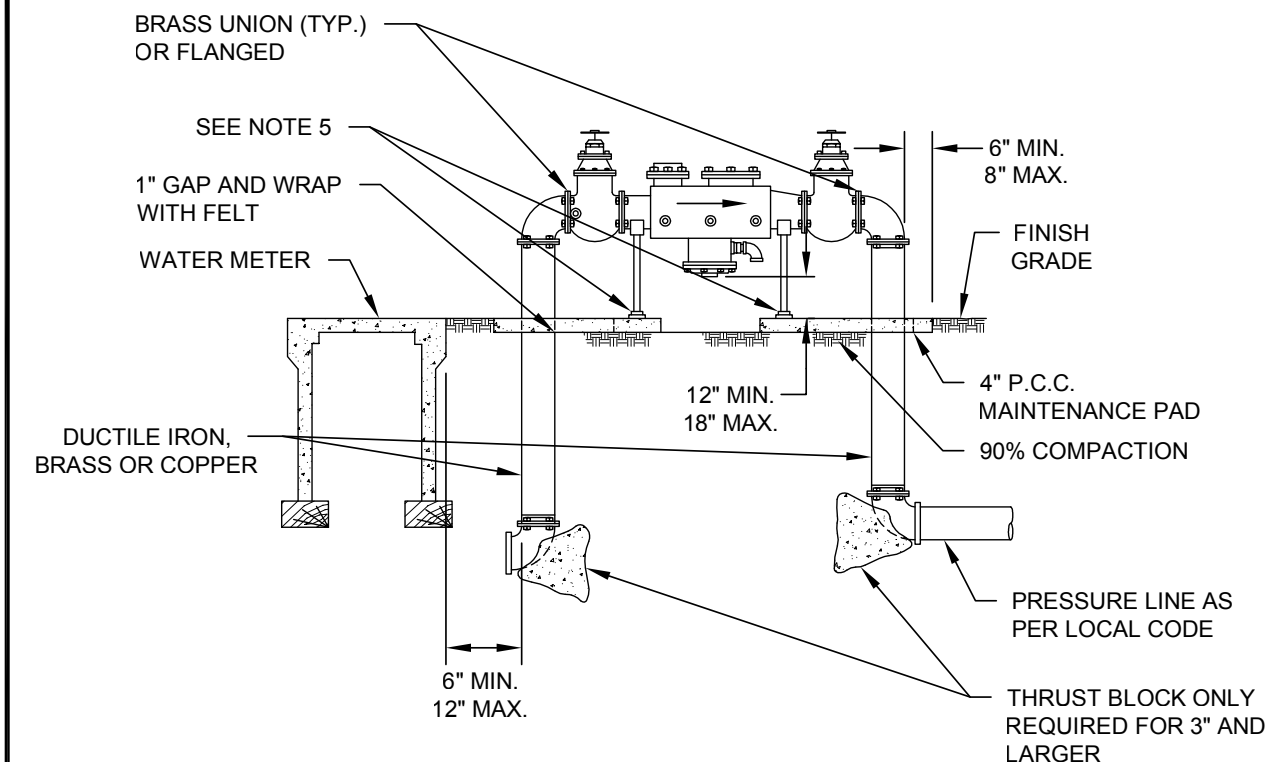 BRASS UNION (TYP.)
OR FLANGED
SEE NOTE 5
1" GAP AND WRAP
WITH FELT
WATER METER
DUCTILE IRON,
BRASS OR COPPER
6" MIN.
12" MAX.
12" MIN.
18" MAX.
6" MIN.
8" MAX.
FINISH
GRADE
4" P.C.C.
MAINTENANCE PAD
90% COMPACTION
PRESSURE LINE AS
PER LOCAL CODE
THRUST BLOCK ONLY
REQUIRED FOR 3" AND
LARGER